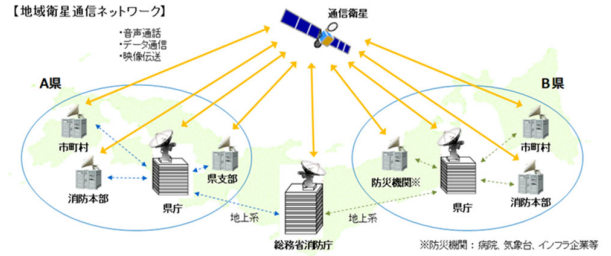 【地域衛星通信ネットワーク】
・音声通話
・データ通信
・映像伝送
通信衛星
A県
B県
市町村
消防本部
県庁
県支部
地上系
総務省消防庁
地上系
防災機関※
県庁
市町村
消防本部
※防災機関：病院, 気象台, インフラ企業等